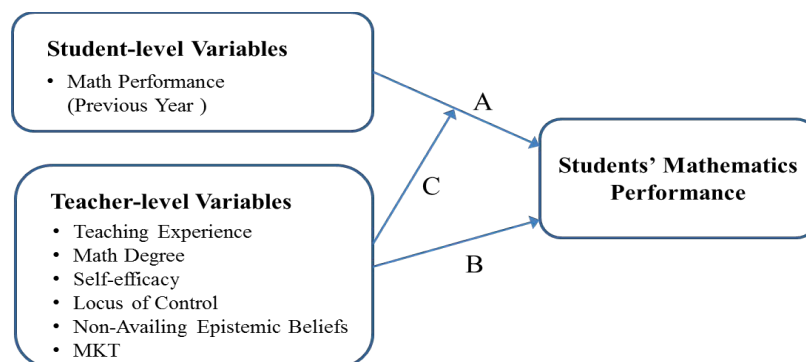 Student-level Variables
• Math Performance
(Previous Year )
A
Students’ Mathematics
Performance
C
Teacher-level Variables
• Teaching Experience
• Math Degree
• Self-efficacy
• Locus of Control
• Non-Availing Epistemic Beliefs
• MKT
B